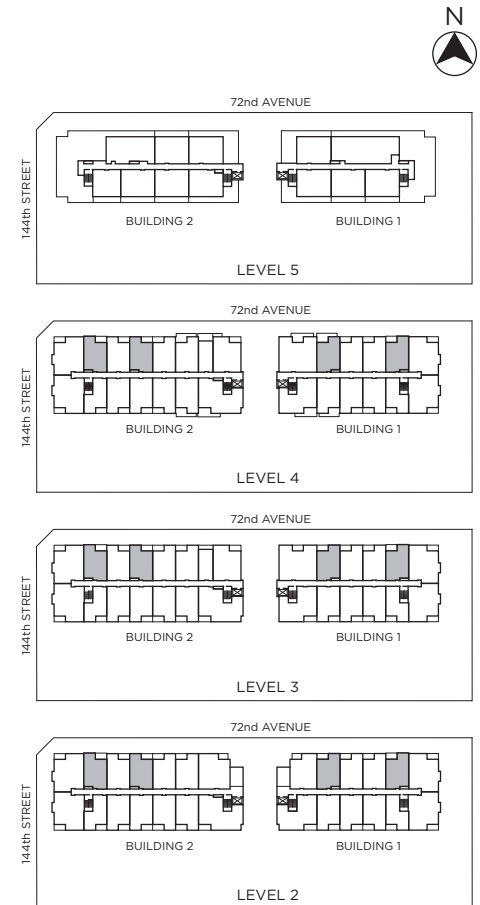 N
72nd AVENUE
144th STREET
BUILDING 2
BUILDING 1
LEVEL 5
72nd AVENUE
144th STREET
BUILDING 2
BUILDING 1
LEVEL 4
72nd AVENUE
144th STREET
BUILDING 2
BUILDING 1
LEVEL 3
72nd AVENUE
144th STREET
BUILDING 2
BUILDING 1
LEVEL 2